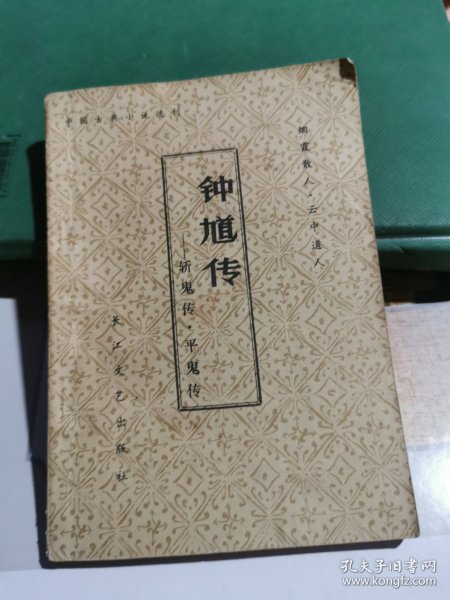 中国古典小说选刊
烟霞散人·云中道人
钟馗传
——斩鬼传·平鬼传
长江文艺出版社
孔夫子旧书网
www.kongfz.com